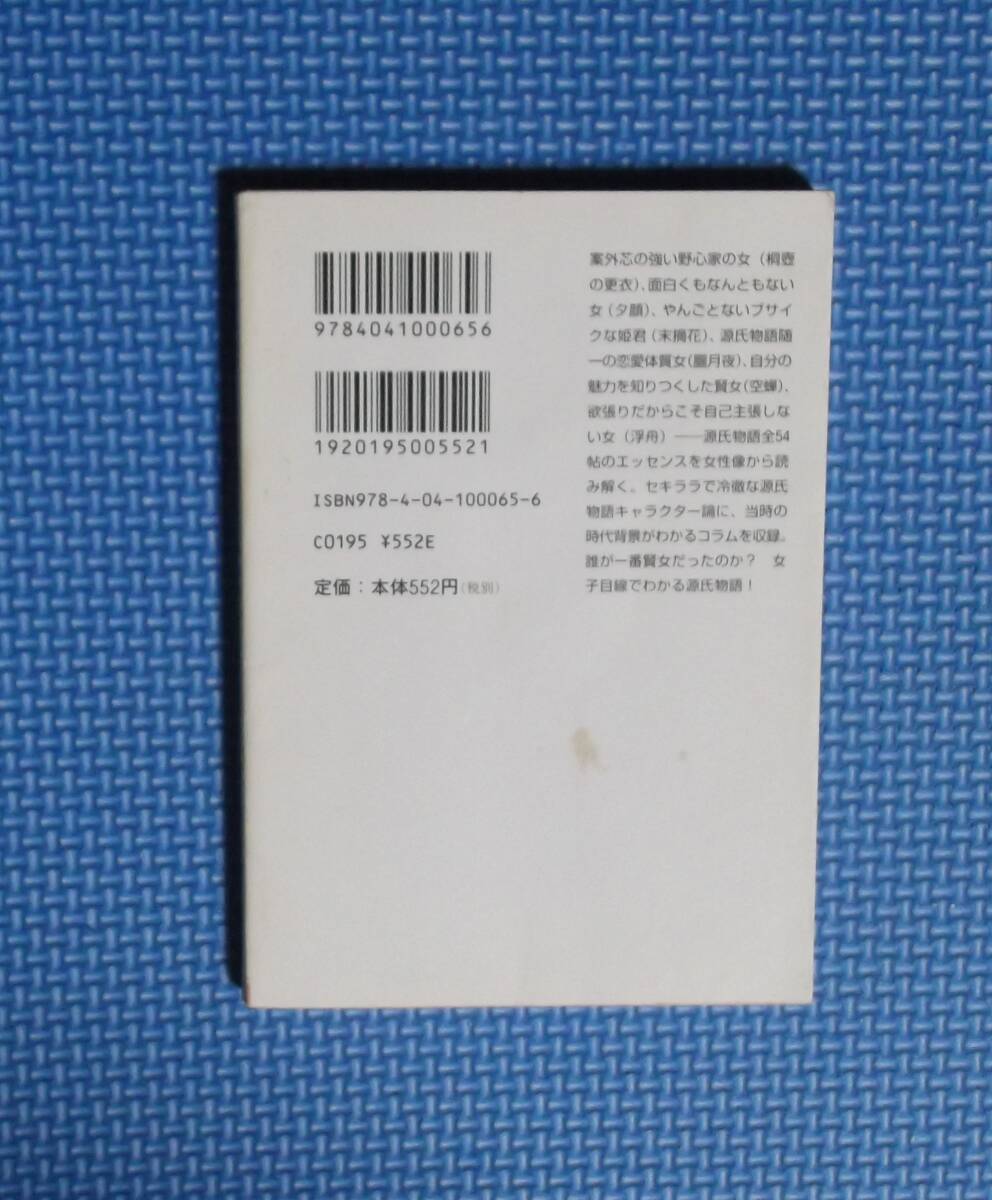 9784041000656
1920195005521
ISBN978-4-04-100065-6
C0195 ¥552E
定価：本体552円（税別）
案外芯の強い野心家の女（桐壺
の更衣）、面白くもなんともない
女（夕顔）、やんごとないブサイ
クな姫君（末摘花）、源氏物語随
一の恋愛体質女（朧月夜）、自分の
魅力を知りつくした賢女（空蟬）、
欲張りだからこそ自己主張しな
い女（浮舟）――源氏物語全54
帖のエッセンスを女性像から読
み解く。セキララで冷徹な源氏
物語キャラクター論に、当時の
時代背景がわかるコラムを収録。
誰が一番賢女だったのか？　女
子目線でわかる源氏物語！